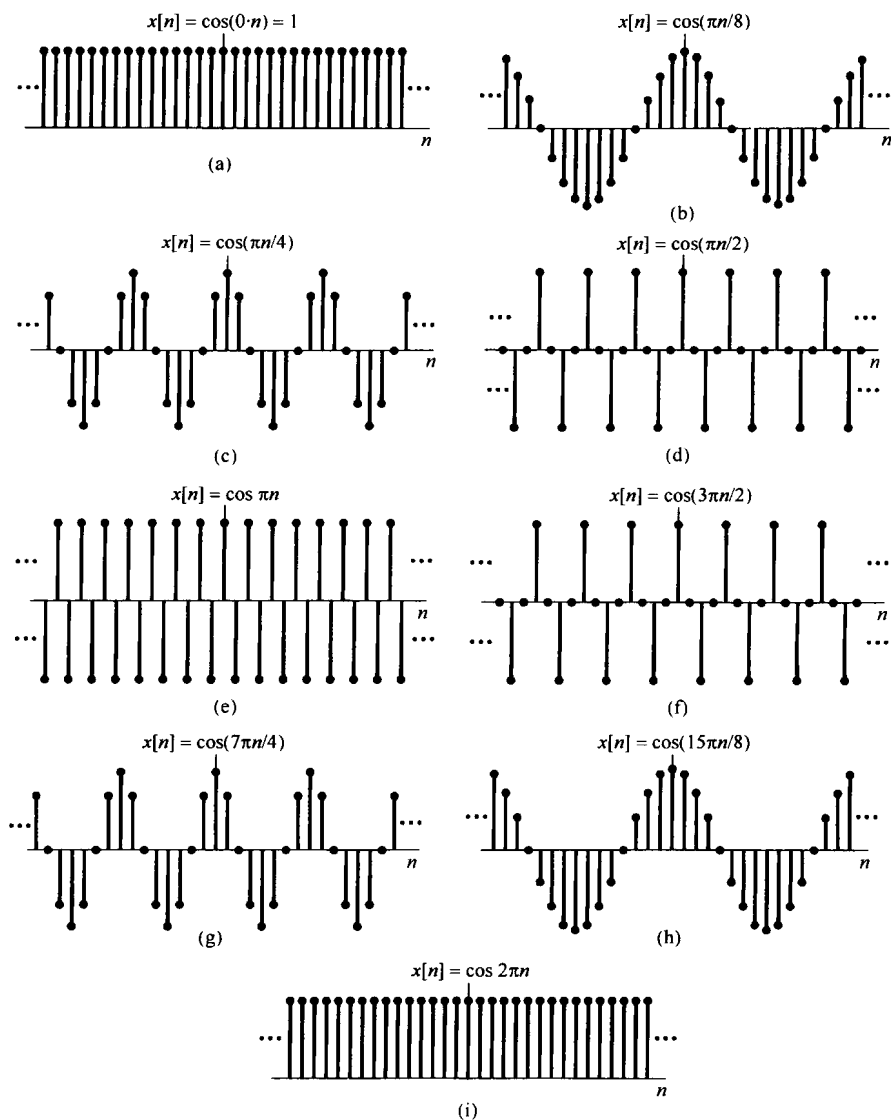 x[n] = cos(0·n) = 1
n
(a)
x[n] = cos(πn/8)
n
(b)
x[n] = cos(πn/4)
n
(c)
x[n] = cos(πn/2)
n
(d)
x[n] = cos πn
n
(e)
x[n] = cos(3πn/2)
n
(f)
x[n] = cos(7πn/4)
n
(g)
x[n] = cos(15πn/8)
n
(h)
x[n] = cos 2πn
n
(i)